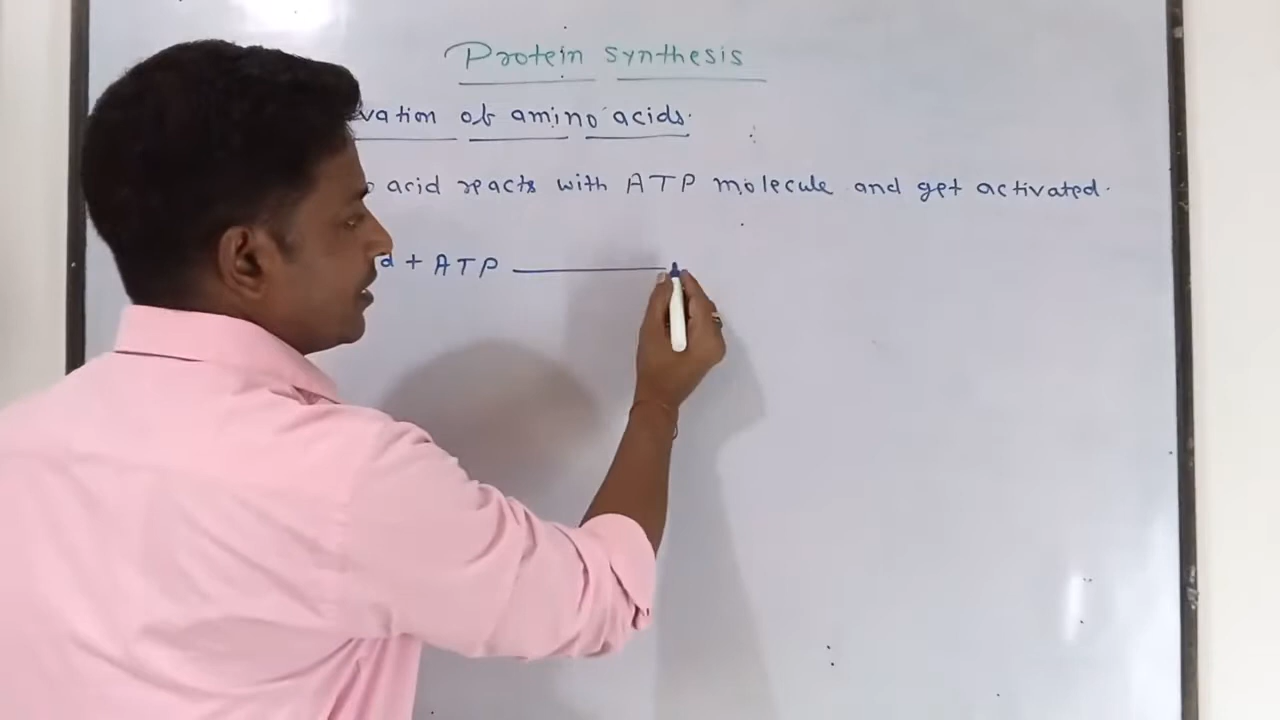 Protein synthesis
vation of amino acids.
acid reacts with ATP molecule and get activated.
d + ATP